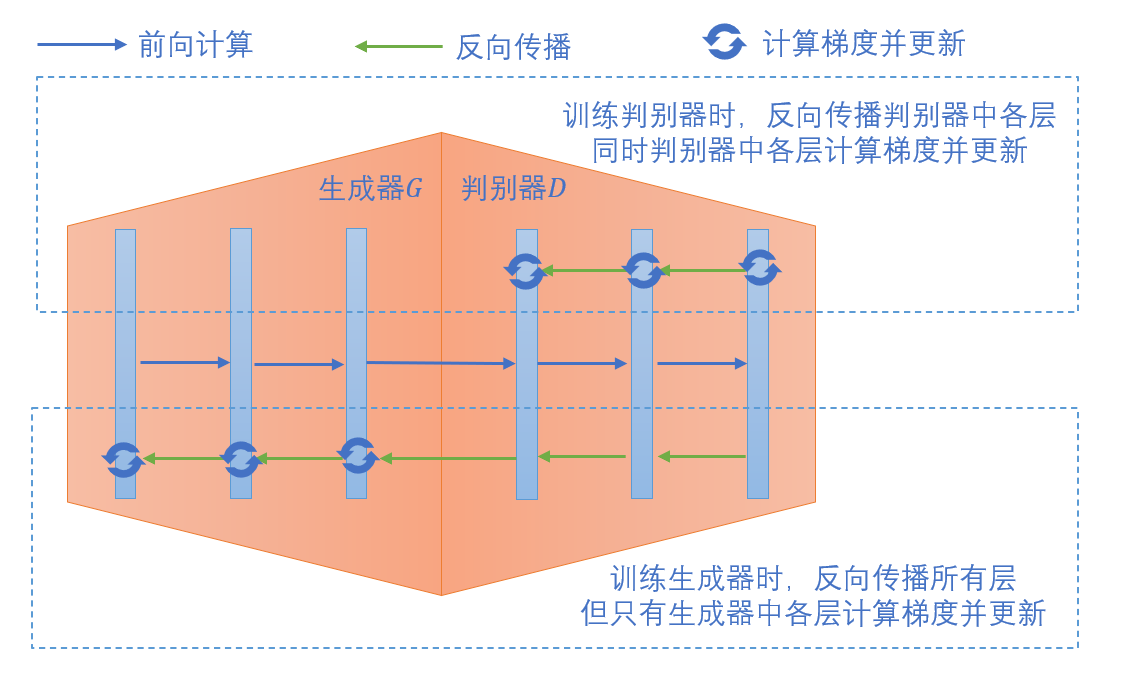 前向计算
反向传播
计算梯度并更新
训练判别器时，反向传播判别器中各层
同时判别器中各层计算梯度并更新
生成器G
判别器D
训练生成器时，反向传播所有层
但只有生成器中各层计算梯度并更新